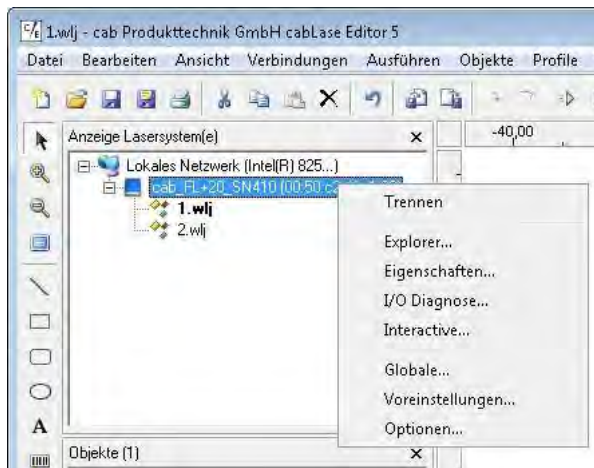 1.wlj - cab Produkttechnik GmbH cabLase Editor 5
Datei Bearbeiten Ansicht Verbindungen Ausführen Objekte Profile
Anzeige Lasersystem(e)
-40,00
Lokales Netzwerk (Intel(R) 825...)
cab_FL+20_SN410 (00:50:c2
1.wlj
2.wlj
Trennen
Explorer...
Eigenschaften...
I/O Diagnose...
Interactive...
Globale...
Voreinstellungen...
Optionen...
A
Objekte (1)